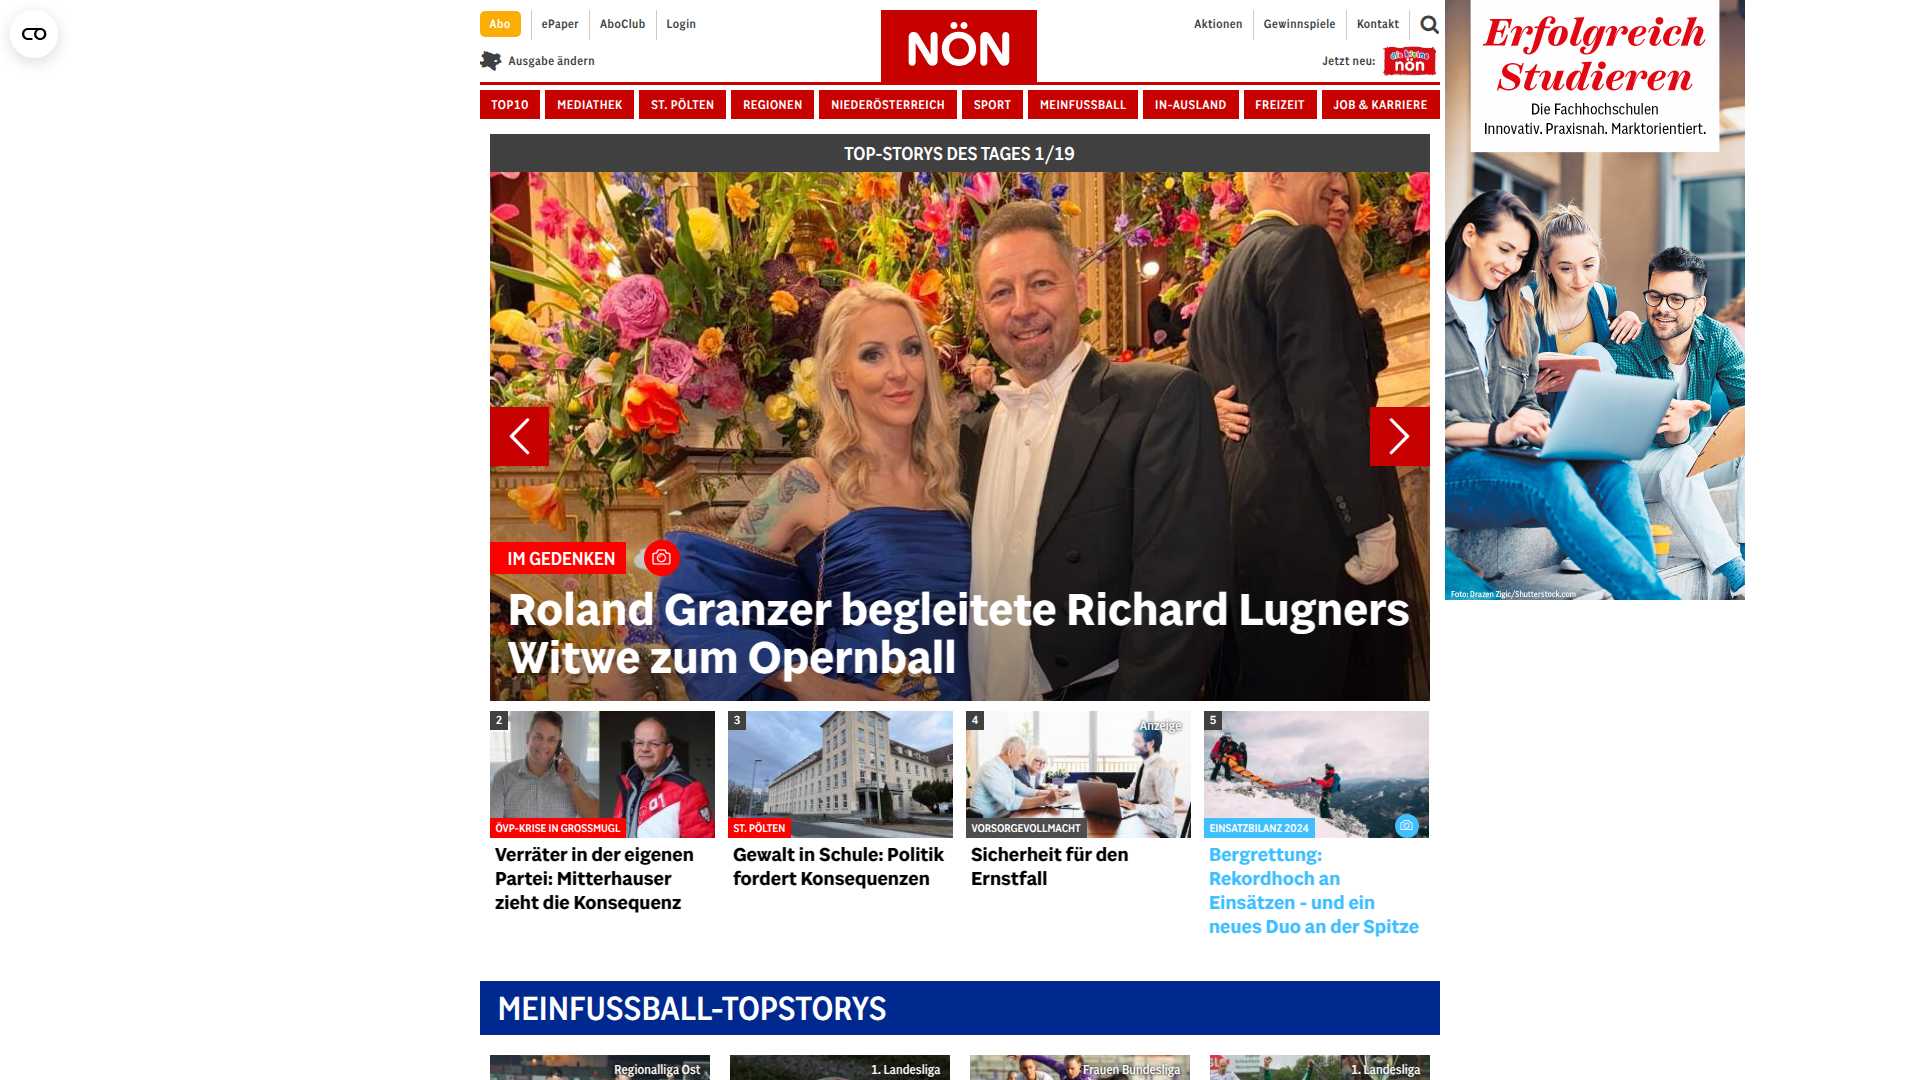 Abo
ePaper
AboClub
Login
Aktionen
Gewinnspiele
Kontakt
Ausgabe ändern
NÖN
Jetzt neu:
die kleine
nön
TOP10
MEDIATHEK
ST. PÖLTEN
REGIONEN
NIEDERÖSTERREICH
SPORT
MEINFUSSBALL
IN-AUSLAND
FREIZEIT
JOB & KARRIERE
Erfolgreich
Studieren
Die Fachhochschulen
Innovativ. Praxisnah. Marktorientiert.
Foto: Drazen Zigic/Shutterstock.com
TOP-STORYS DES TAGES 1/19
IM GEDENKEN
Roland Granzer begleitete Richard Lugners
Witwe zum Opernball
2
ÖVP-KRISE IN GROSSMUGL
Verräter in der eigenen
Partei: Mitterhauser
zieht die Konsequenz
3
ST. PÖLTEN
Gewalt in Schule: Politik
fordert Konsequenzen
4
Anzeige
VORSORGEVOLLMACHT
Sicherheit für den
Ernstfall
5
EINSATZBILANZ 2024
Bergrettung:
Rekordhoch an
Einsätzen - und ein
neues Duo an der Spitze
MEINFUSSBALL-TOPSTORYS
Regionalliga Ost
1. Landesliga
Frauen Bundesliga
1. Landesliga